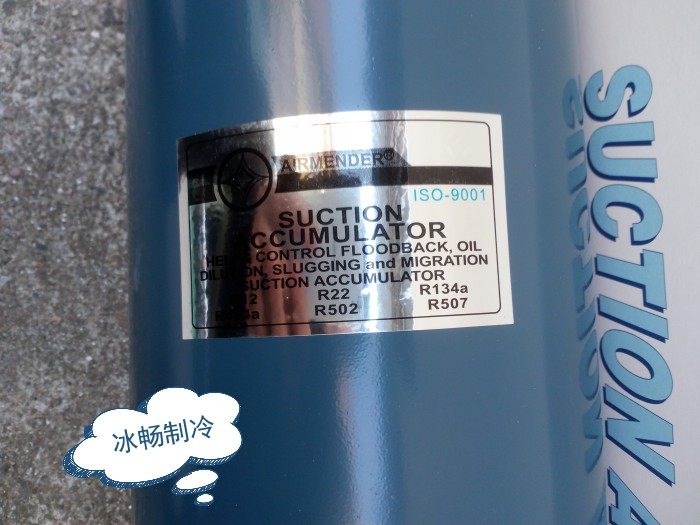 AIRMENDER®
ISO-9001
SUCTION
ACCUMULATOR
CONTROL FLOODBACK, OIL
SLUGGING and MIGRATION
SUCTION ACCUMULATOR
R22 R134a
R502 R507
SUCTION
冰畅制冷